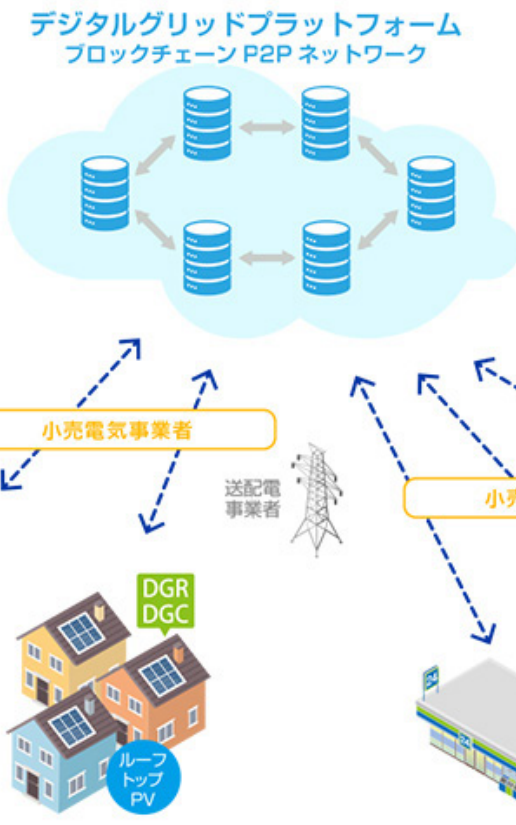 デジタルグリッドプラットフォーム
ブロックチェーン P2P ネットワーク
小売電気事業者
送配電
事業者
小売
DGR
DGC
ルーフ
トップ
PV
24
24